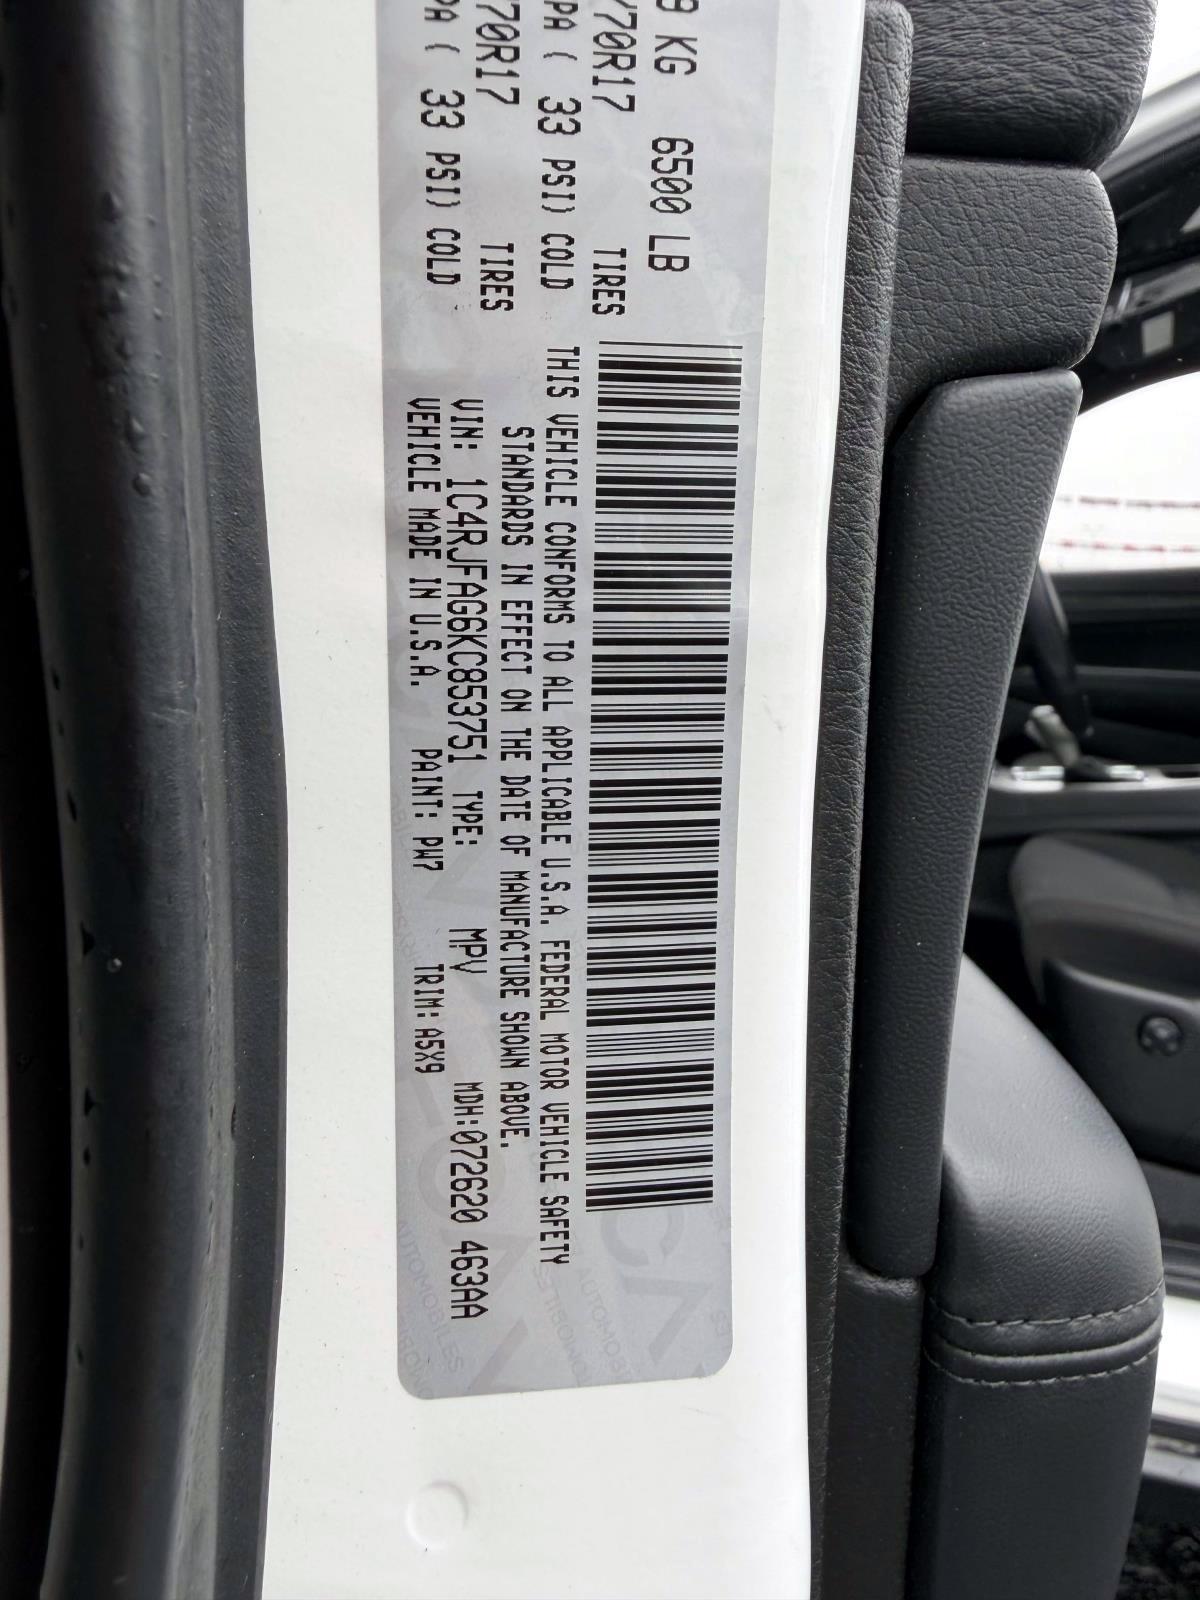 9 KG 6500 LB
/70R17 TIRES
PA ( 33 PSI) COLD
70R17 TIRES
PA ( 33 PSI) COLD
THIS VEHICLE CONFORMS TO ALL APPLICABLE U.S.A. FEDERAL MOTOR VEHICLE SAFETY
STANDARDS IN EFFECT ON THE DATE OF MANUFACTURE SHOWN ABOVE.
VIN: 1C4RJFAG6KC853751 TYPE: MPV MDH:072620 463AA
VEHICLE MADE IN U.S.A. PAINT: PW7 TRIM: A5X9